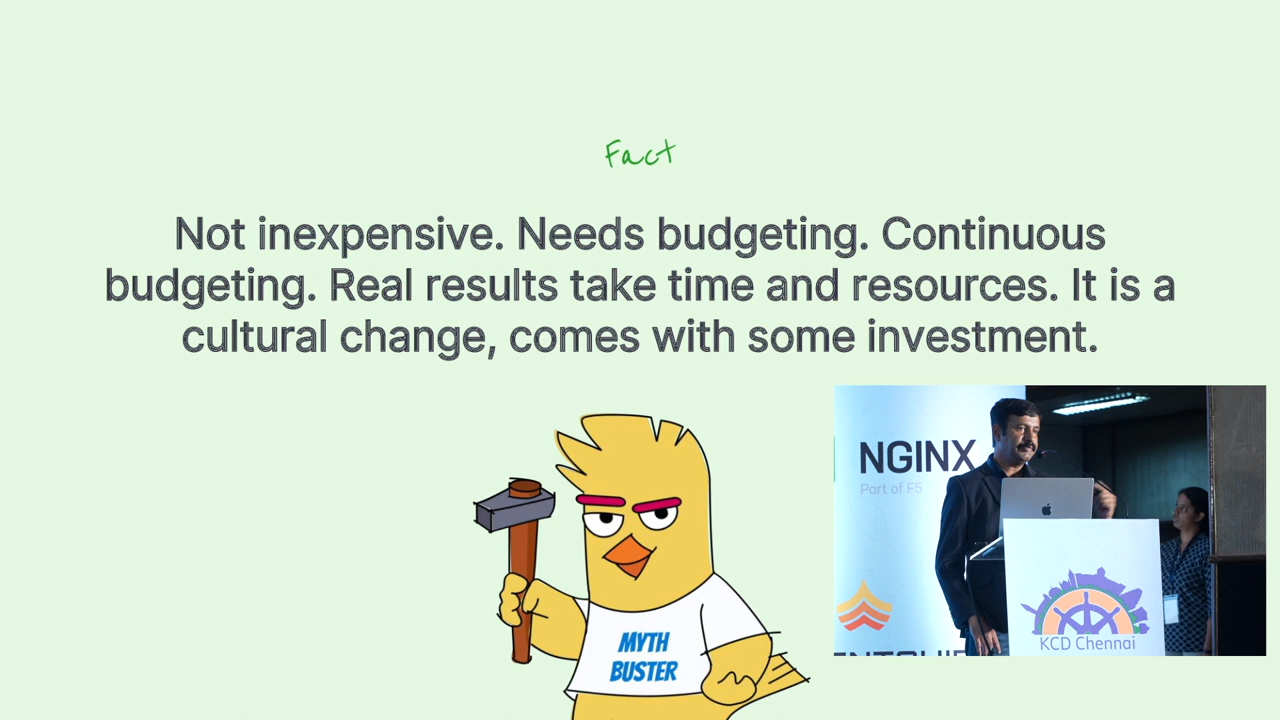 Fact
Not inexpensive. Needs budgeting. Continuous
budgeting. Real results take time and resources. It is a
cultural change, comes with some investment.
MYTH
BUSTER
NGINX
Part of F5
KCD Chennai